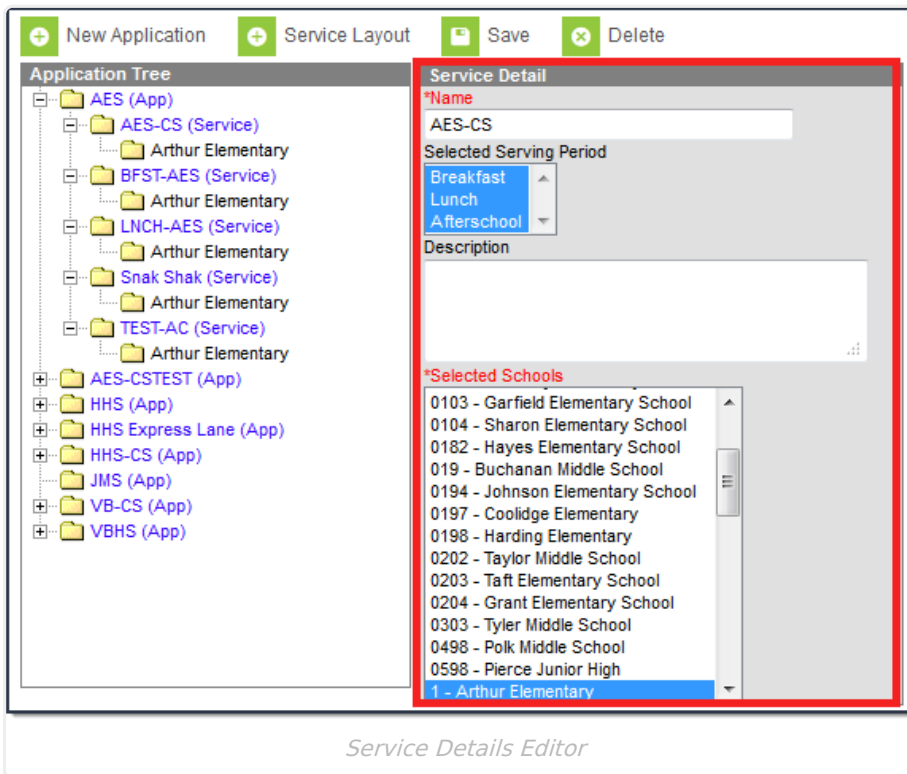 New Application Service Layout Save Delete
Application Tree
AES (App)
AES-CS (Service)
Arthur Elementary
BFST-AES (Service)
Arthur Elementary
LNCH-AES (Service)
Arthur Elementary
Snak Shak (Service)
Arthur Elementary
TEST-AC (Service)
Arthur Elementary
AES-CSTEST (App)
HHS (App)
HHS Express Lane (App)
HHS-CS (App)
JMS (App)
VB-CS (App)
VBHS (App)
Service Detail
*Name
AES-CS
Selected Serving Period
Breakfast
Lunch
Afterschool
Description
*Selected Schools
0103 - Garfield Elementary School
0104 - Sharon Elementary School
0182 - Hayes Elementary School
019 - Buchanan Middle School
0194 - Johnson Elementary School
0197 - Coolidge Elementary
0198 - Harding Elementary
0202 - Taylor Middle School
0203 - Taft Elementary School
0204 - Grant Elementary School
0303 - Tyler Middle School
0498 - Polk Middle School
0598 - Pierce Junior High
1 - Arthur Elementary
Service Details Editor